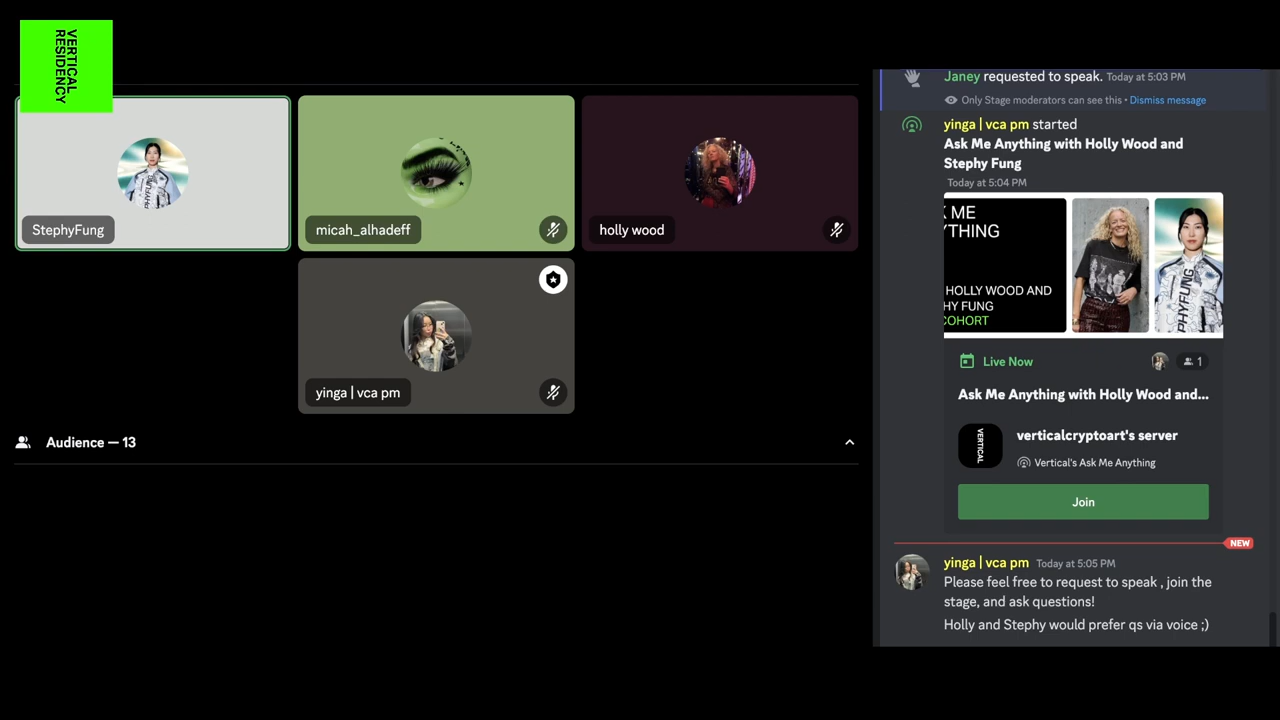 VERTICAL
RESIDENCY
StephyFung
micah_alhadeff
holly wood
yinga | vca pm
Audience — 13
Janey requested to speak. Today at 5:03 PM
Only Stage moderators can see this • Dismiss message
yinga | vca pm started
Ask Me Anything with Holly Wood and
Stephy Fung
Today at 5:04 PM
K ME
YTHING
HOLLY WOOD AND
HY FUNG
COHORT
Live Now
1
Ask Me Anything with Holly Wood and...
VERTICAL
verticalcryptoart's server
Vertical's Ask Me Anything
Join
NEW
yinga | vca pm Today at 5:05 PM
Please feel free to request to speak , join the
stage, and ask questions!
Holly and Stephy would prefer qs via voice ;)